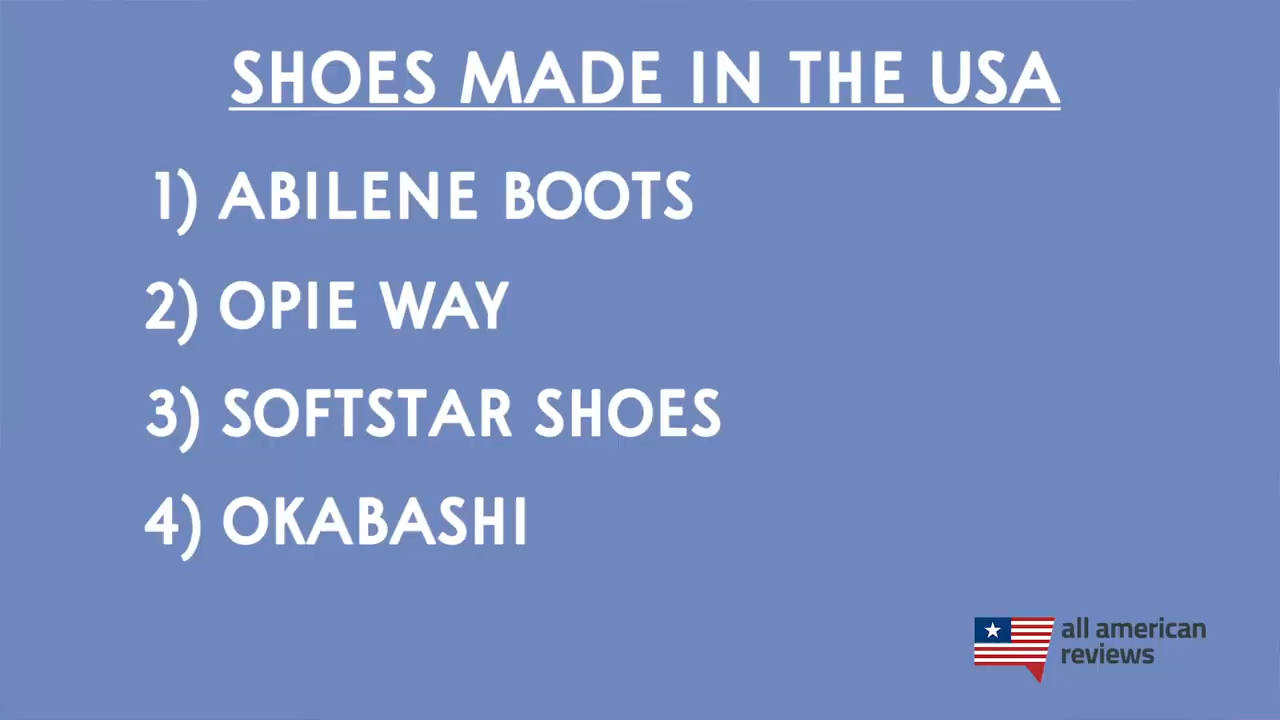 SHOES MADE IN THE USA
1) ABILENE BOOTS
2) OPIE WAY
3) SOFTSTAR SHOES
4) OKABASHI
all american
reviews